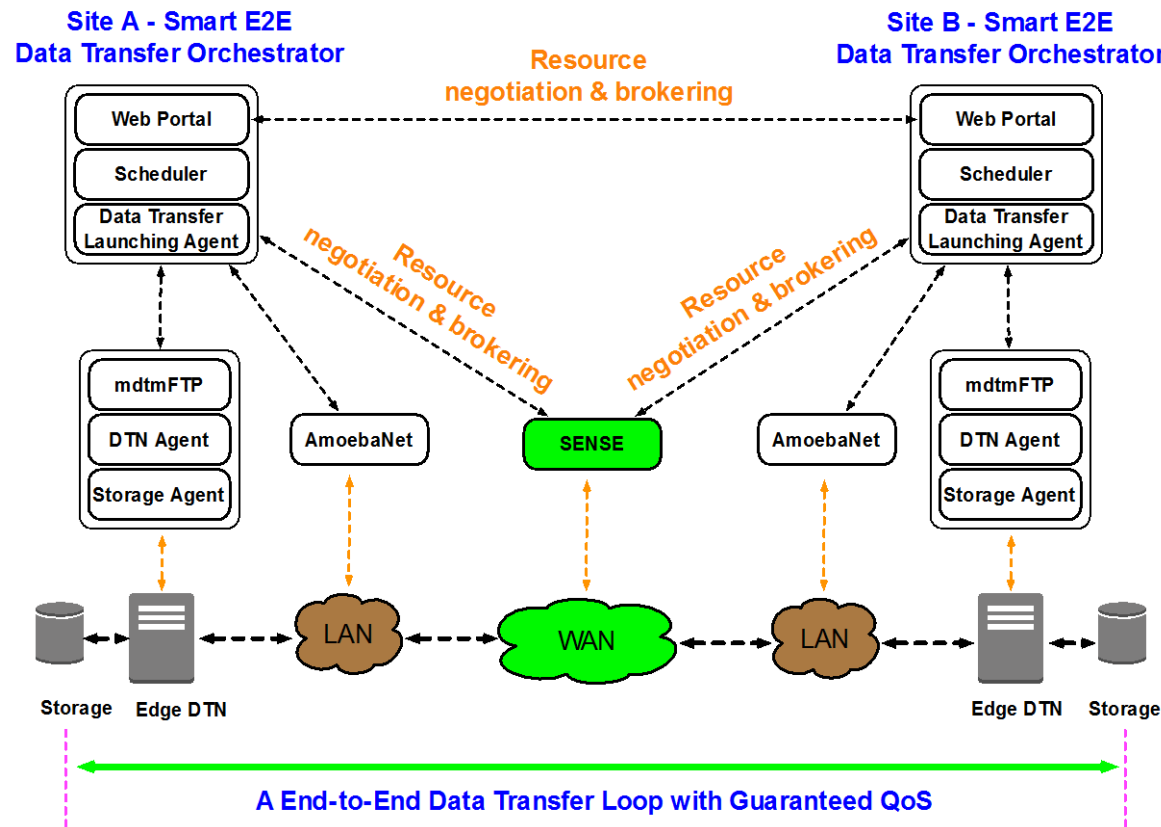 Site A - Smart E2E
Data Transfer Orchestrator
Site B - Smart E2E
Data Transfer Orchestrator
Resource
negotiation & brokering
Web Portal
Scheduler
Data Transfer
Launching Agent
Web Portal
Scheduler
Data Transfer
Launching Agent
Resource
negotiation & brokering
Resource
negotiation & brokering
mdtmFTP
DTN Agent
Storage Agent
AmoebaNet
SENSE
AmoebaNet
mdtmFTP
DTN Agent
Storage Agent
LAN
WAN
LAN
Storage
Edge DTN
Edge DTN
Storage
A End-to-End Data Transfer Loop with Guaranteed QoS